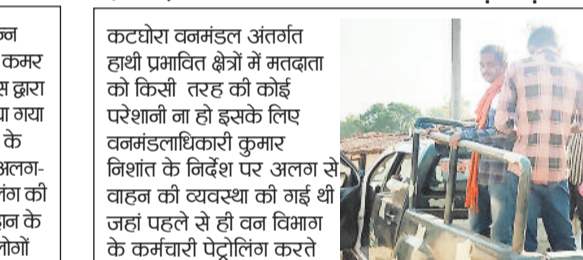 न्न
कमर
स द्वारा
या गया
के
अलग-
लिंग की
लोगों
कटघोरा वनमंडल अंतर्गत
हाथी प्रभावित क्षेत्रों में मतदाता
को किसी तरह की कोई
परेशानी ना हो इसके लिए
वनमंडलाधिकारी कुमार
निशांत के निर्देश पर अलग से
वाहन की व्यवस्था की गई थी
जहां पहले से ही वन विभाग
के कर्मचारी पेट्रोलिंग करते